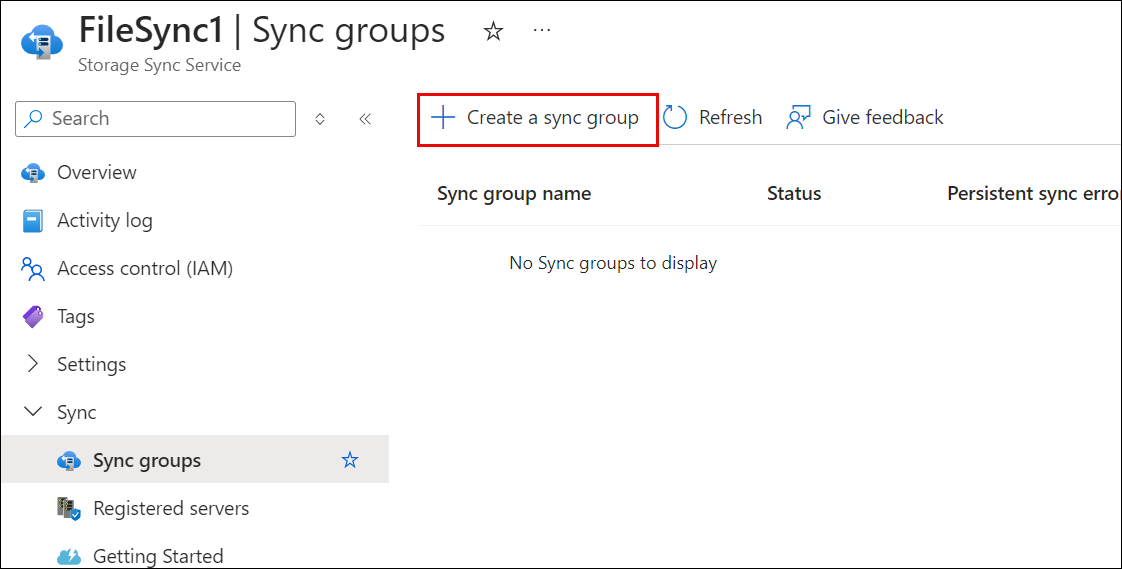 FileSync1 | Sync groups
Storage Sync Service
Search
Create a sync group
Refresh
Give feedback
Overview
Activity log
Access control (IAM)
Tags
Settings
Sync
Sync groups
Registered servers
Getting Started
Sync group name
Status
Persistent sync erro
No Sync groups to display